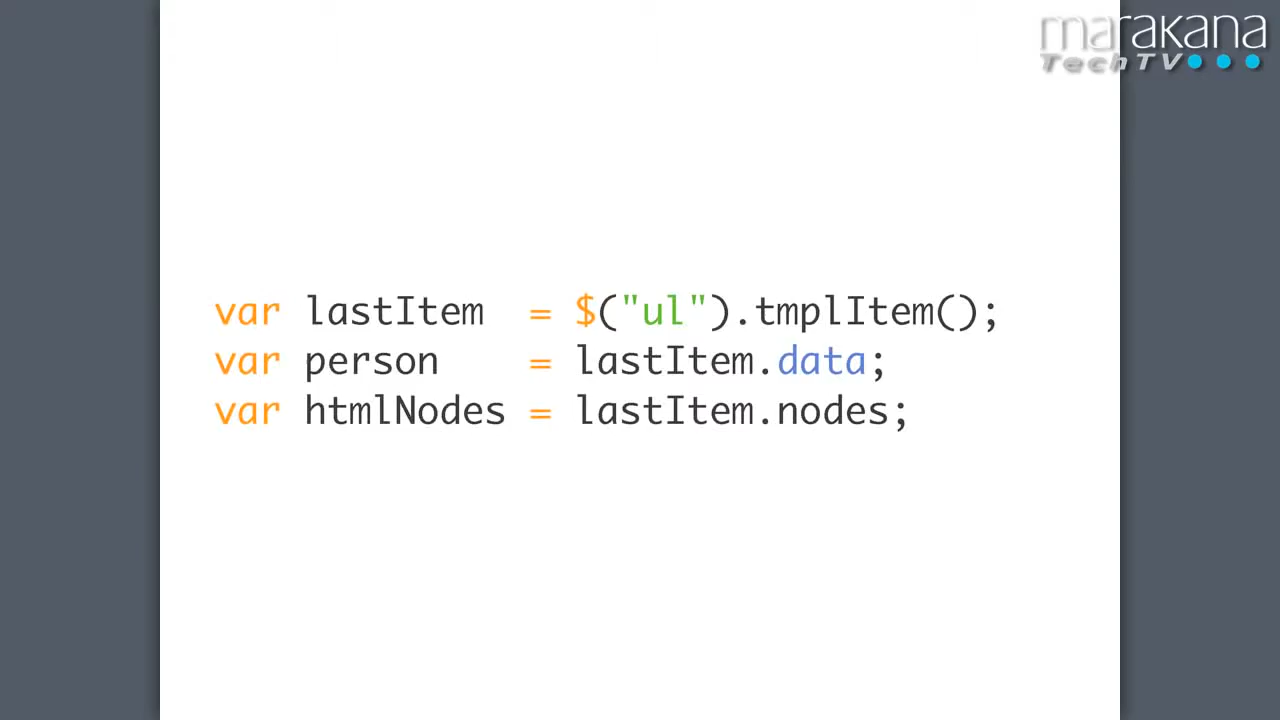 marakana
TechTV
var lastItem  = $("ul").tmplItem();
var person    = lastItem.data;
var htmlNodes = lastItem.nodes;